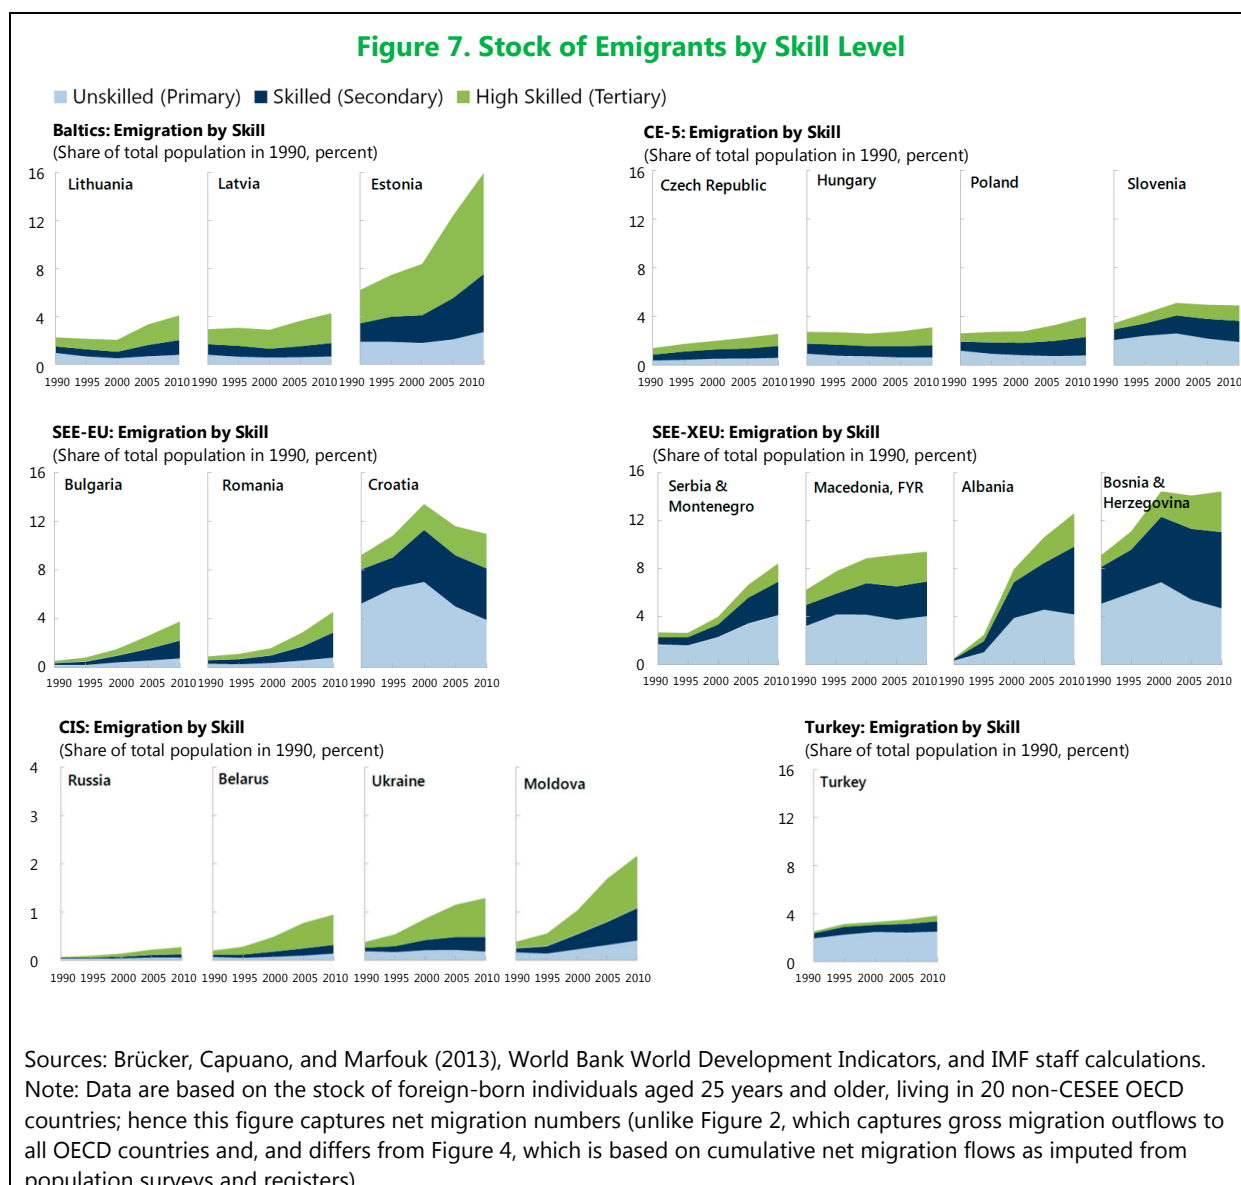 Figure 7. Stock of Emigrants by Skill Level
Unskilled (Primary) Skilled (Secondary) High Skilled (Tertiary)
Baltics: Emigration by Skill
(Share of total population in 1990, percent)
16
12
8
4
0
Lithuania
Latvia
Estonia
1990 1995 2000 2005 2010 1990 1995 2000 2005 2010 1990 1995 2000 2005 2010
CE-5: Emigration by Skill
(Share of total population in 1990, percent)
16
12
8
4
0
Czech Republic
Hungary
Poland
Slovenia
1990 1995 2000 2005 2010 1990 1995 2000 2005 2010 1990 1995 2000 2005 2010 1990 1995 2000 2005 2010
SEE-EU: Emigration by Skill
(Share of total population in 1990, percent)
16
12
8
4
0
Bulgaria
Romania
Croatia
1990 1995 2000 2005 2010 1990 1995 2000 2005 2010 1990 1995 2000 2005 2010
SEE-XEU: Emigration by Skill
(Share of total population in 1990, percent)
16
12
8
4
0
Serbia &
Montenegro
Macedonia, FYR
Albania
Bosnia &
Herzegovina
1990 1995 2000 2005 2010 1990 1995 2000 2005 2010 1990 1995 2000 2005 2010 1990 1995 2000 2005 2010
CIS: Emigration by Skill
(Share of total population in 1990, percent)
4
3
2
1
0
Russia
Belarus
Ukraine
Moldova
1990 1995 2000 2005 2010 1990 1995 2000 2005 2010 1990 1995 2000 2005 2010 1990 1995 2000 2005 2010
Turkey: Emigration by Skill
(Share of total population in 1990, percent)
16
12
8
4
0
Turkey
1990 1995 2000 2005 2010
Sources: Brücker, Capuano, and Marfouk (2013), World Bank World Development Indicators, and IMF staff calculations.
Note: Data are based on the stock of foreign-born individuals aged 25 years and older, living in 20 non-CESEE OECD
countries; hence this figure captures net migration numbers (unlike Figure 2, which captures gross migration outflows to
all OECD countries and, and differs from Figure 4, which is based on cumulative net migration flows as imputed from
population surveys and registers)